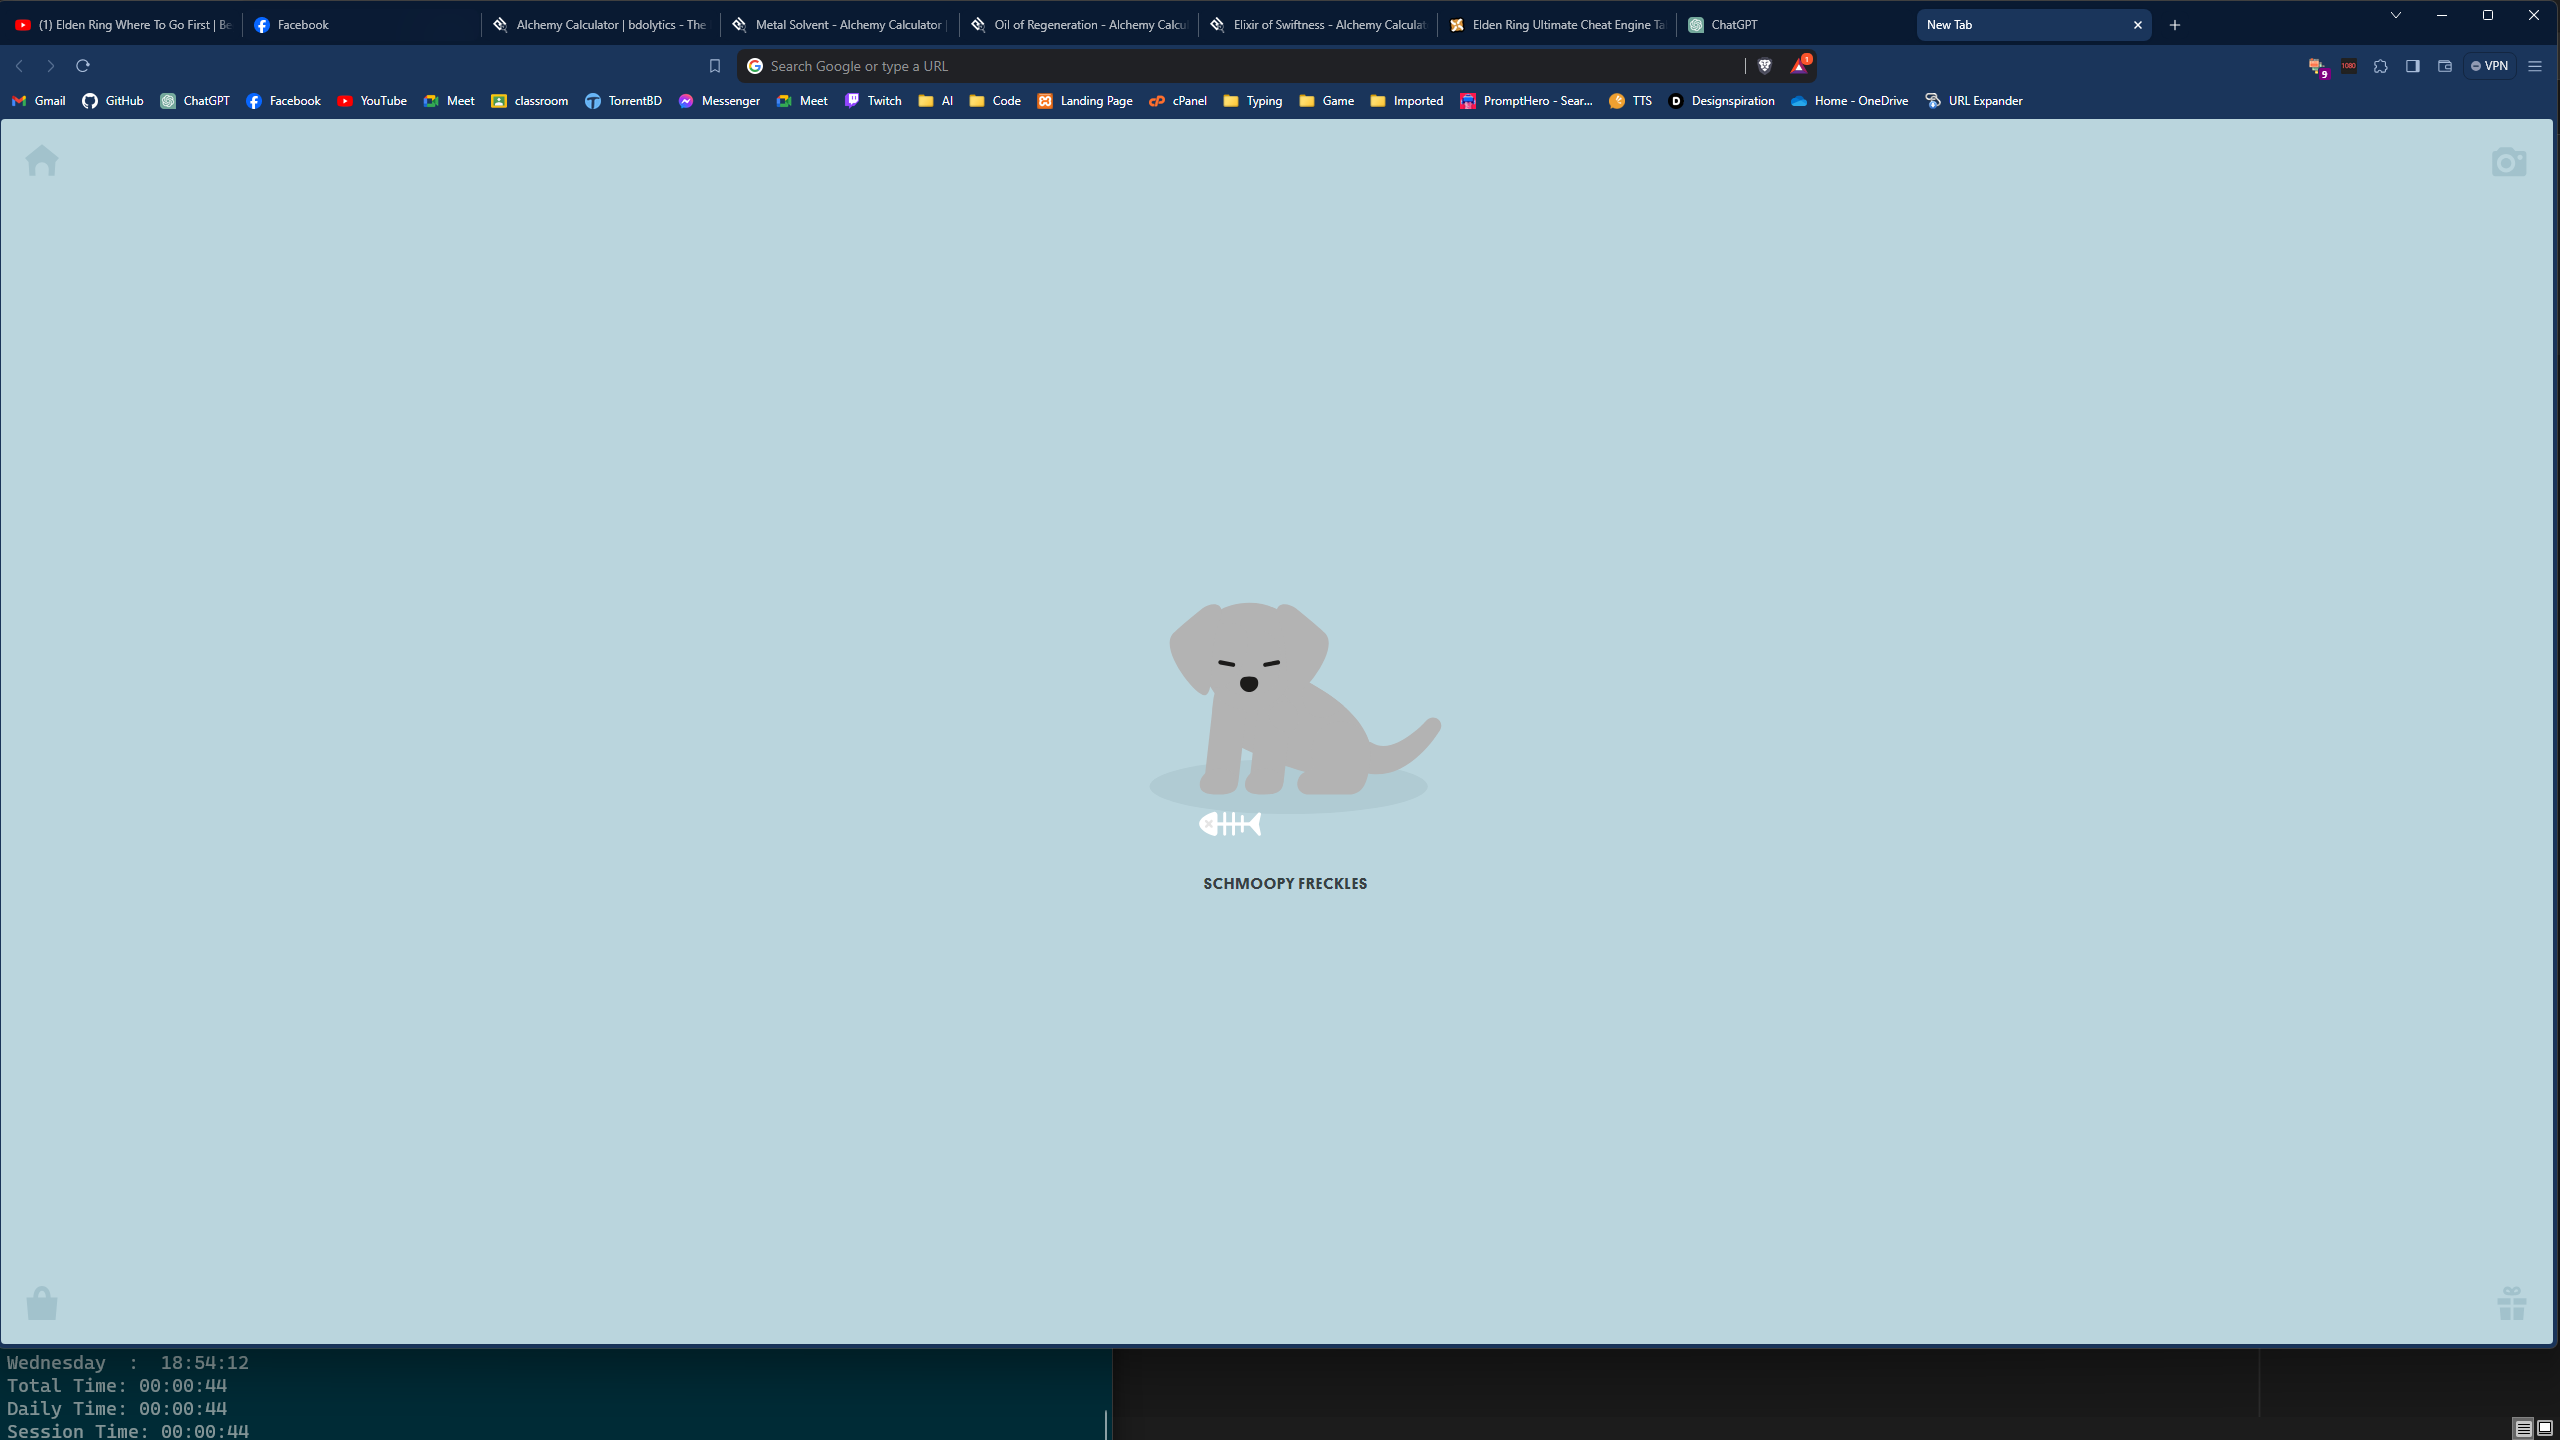 (1) Elden Ring Where To Go First | Be
Facebook
Alchemy Calculator | bdolytics - The
Metal Solvent - Alchemy Calculator |
Oil of Regeneration - Alchemy Calcul
Elixir of Swiftness - Alchemy Calculat
Elden Ring Ultimate Cheat Engine Ta
ChatGPT
New Tab
Search Google or type a URL
1
9
1080
VPN
Gmail
GitHub
ChatGPT
Facebook
YouTube
Meet
classroom
TorrentBD
Messenger
Meet
Twitch
AI
Code
Landing Page
cPanel
Typing
Game
Imported
PromptHero - Sear...
TTS
Designspiration
Home - OneDrive
URL Expander
SCHMOOPY FRECKLES
Wednesday : 18:54:12
Total Time: 00:00:44
Daily Time: 00:00:44
Session Time: 00:00:44